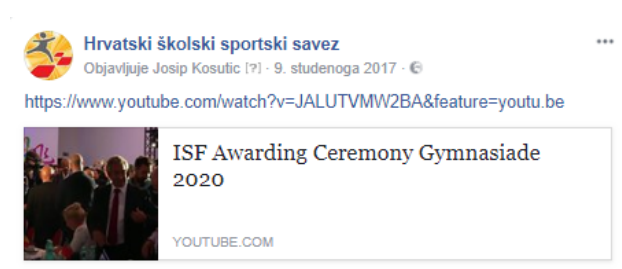 Hrvatski školski sportski savez
Objavljuje Josip Kosutic [?] · 9. studenoga 2017 ·
https://www.youtube.com/watch?v=JALUTVMW2BA&feature=youtu.be
ISF Awarding Ceremony Gymnasiade
2020
YOUTUBE.COM